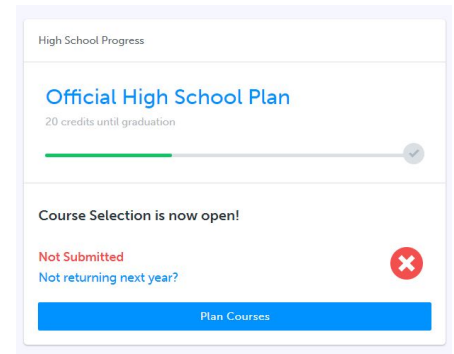 High School Progress
Official High School Plan
20 credits until graduation
Course Selection is now open!
Not Submitted
Not returning next year?
Plan Courses